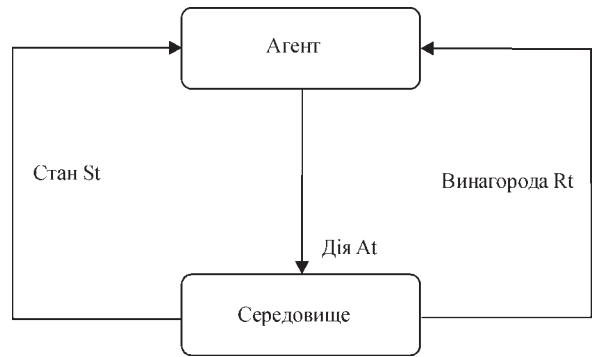 Агент
Стан St
Винагорода Rt
Дія At
Середовище